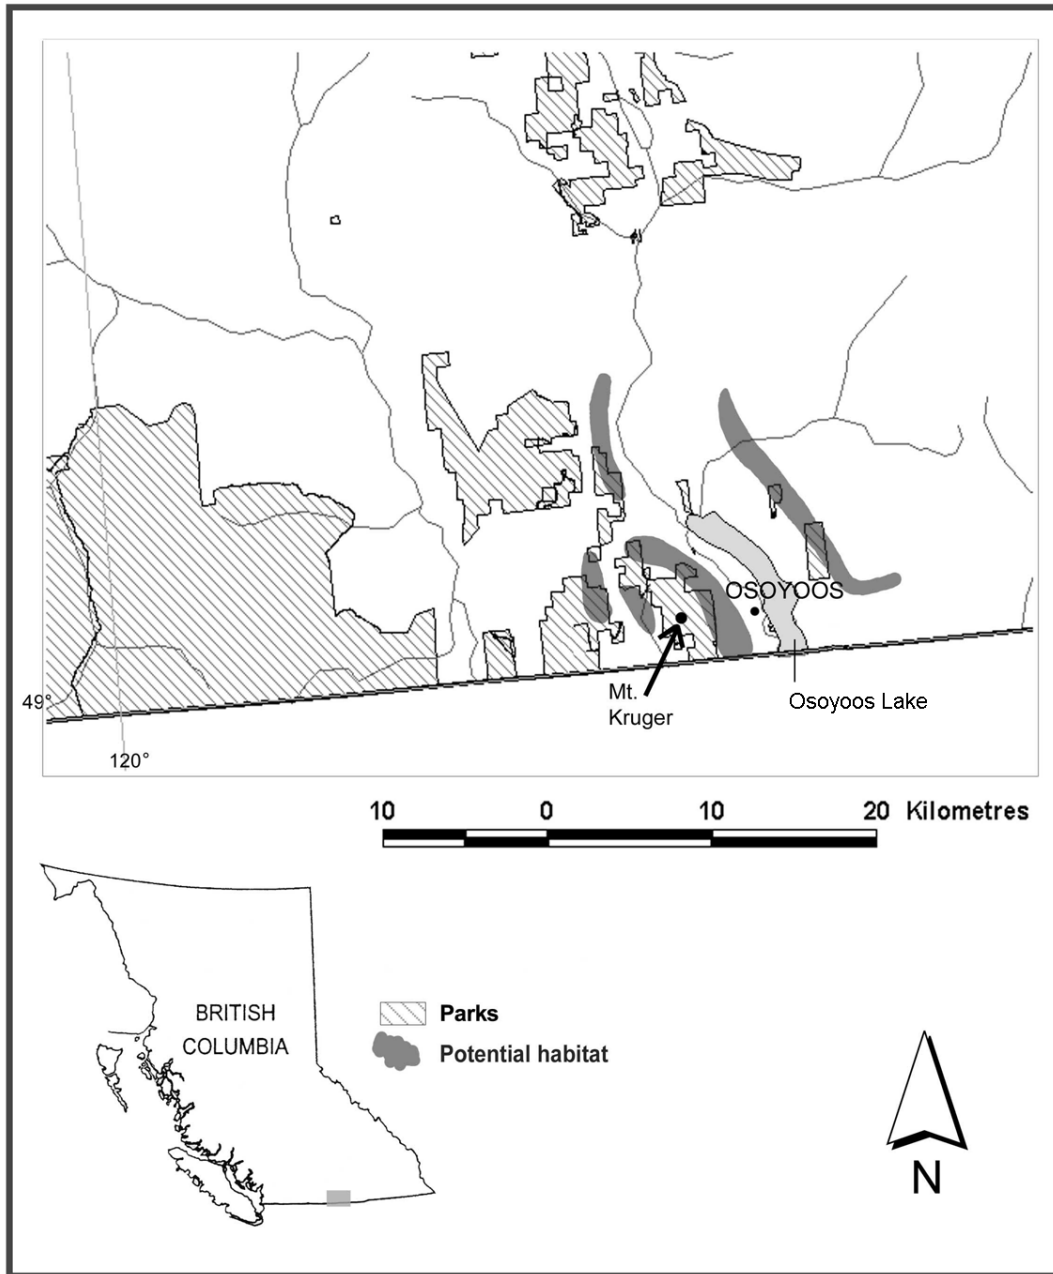 OSOYOOS
Mt.
Kruger
Osoyoos Lake
49°
120°
10 0 10 20 Kilometres
BRITISH
COLUMBIA
Parks
Potential habitat
N